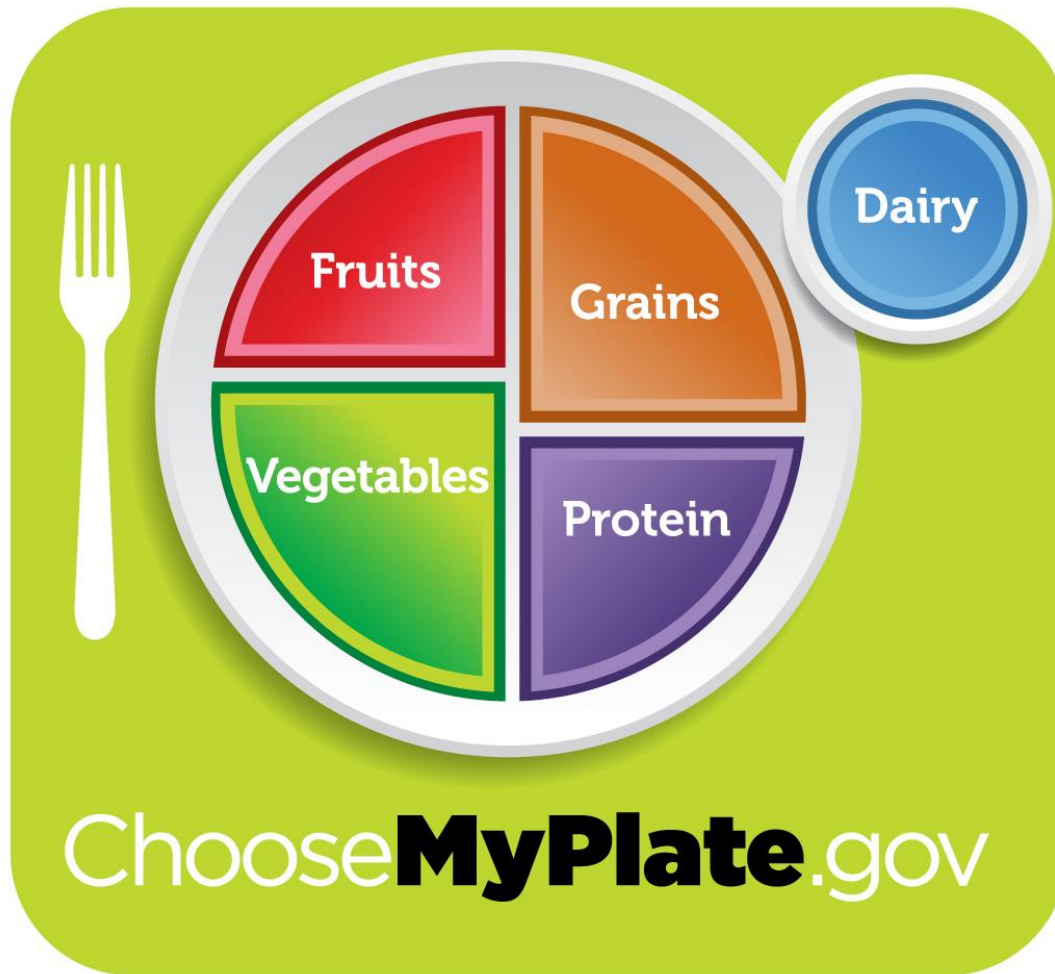 Fruits
Grains
Dairy
Vegetables
Protein
ChooseMyPlate.gov